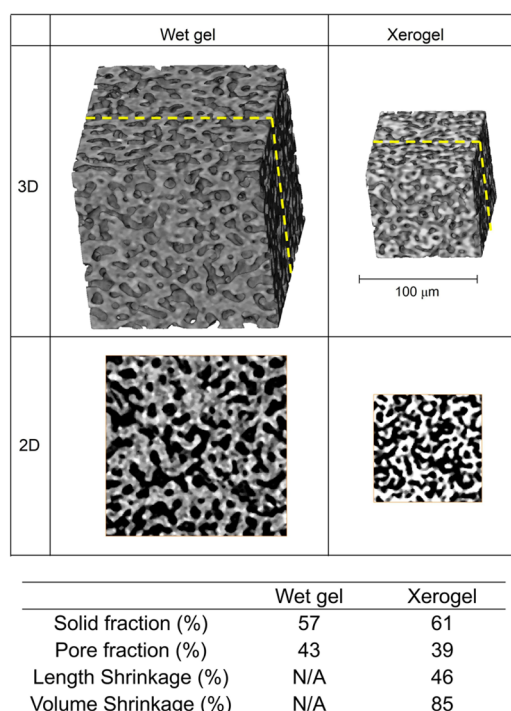 Wet gel Xerogel
3D
100 μm
2D
Wet gel Xerogel
Solid fraction (%) 57 61
Pore fraction (%) 43 39
Length Shrinkage (%) N/A 46
Volume Shrinkage (%) N/A 85